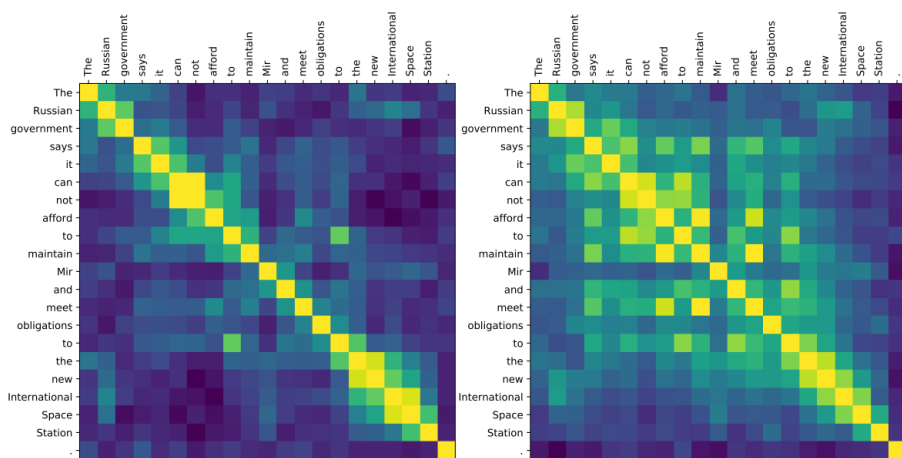 The Russian government says it can not afford to maintain Mir and meet obligations to the new International Space Station .
The Russian government says it can not afford to maintain Mir and meet obligations to the new International Space Station .
The
Russian
government
says
it
can
not
afford
to
maintain
Mir
and
meet
obligations
to
the
new
International
Space
Station
.
The
Russian
government
says
it
can
not
afford
to
maintain
Mir
and
meet
obligations
to
the
new
International
Space
Station
.